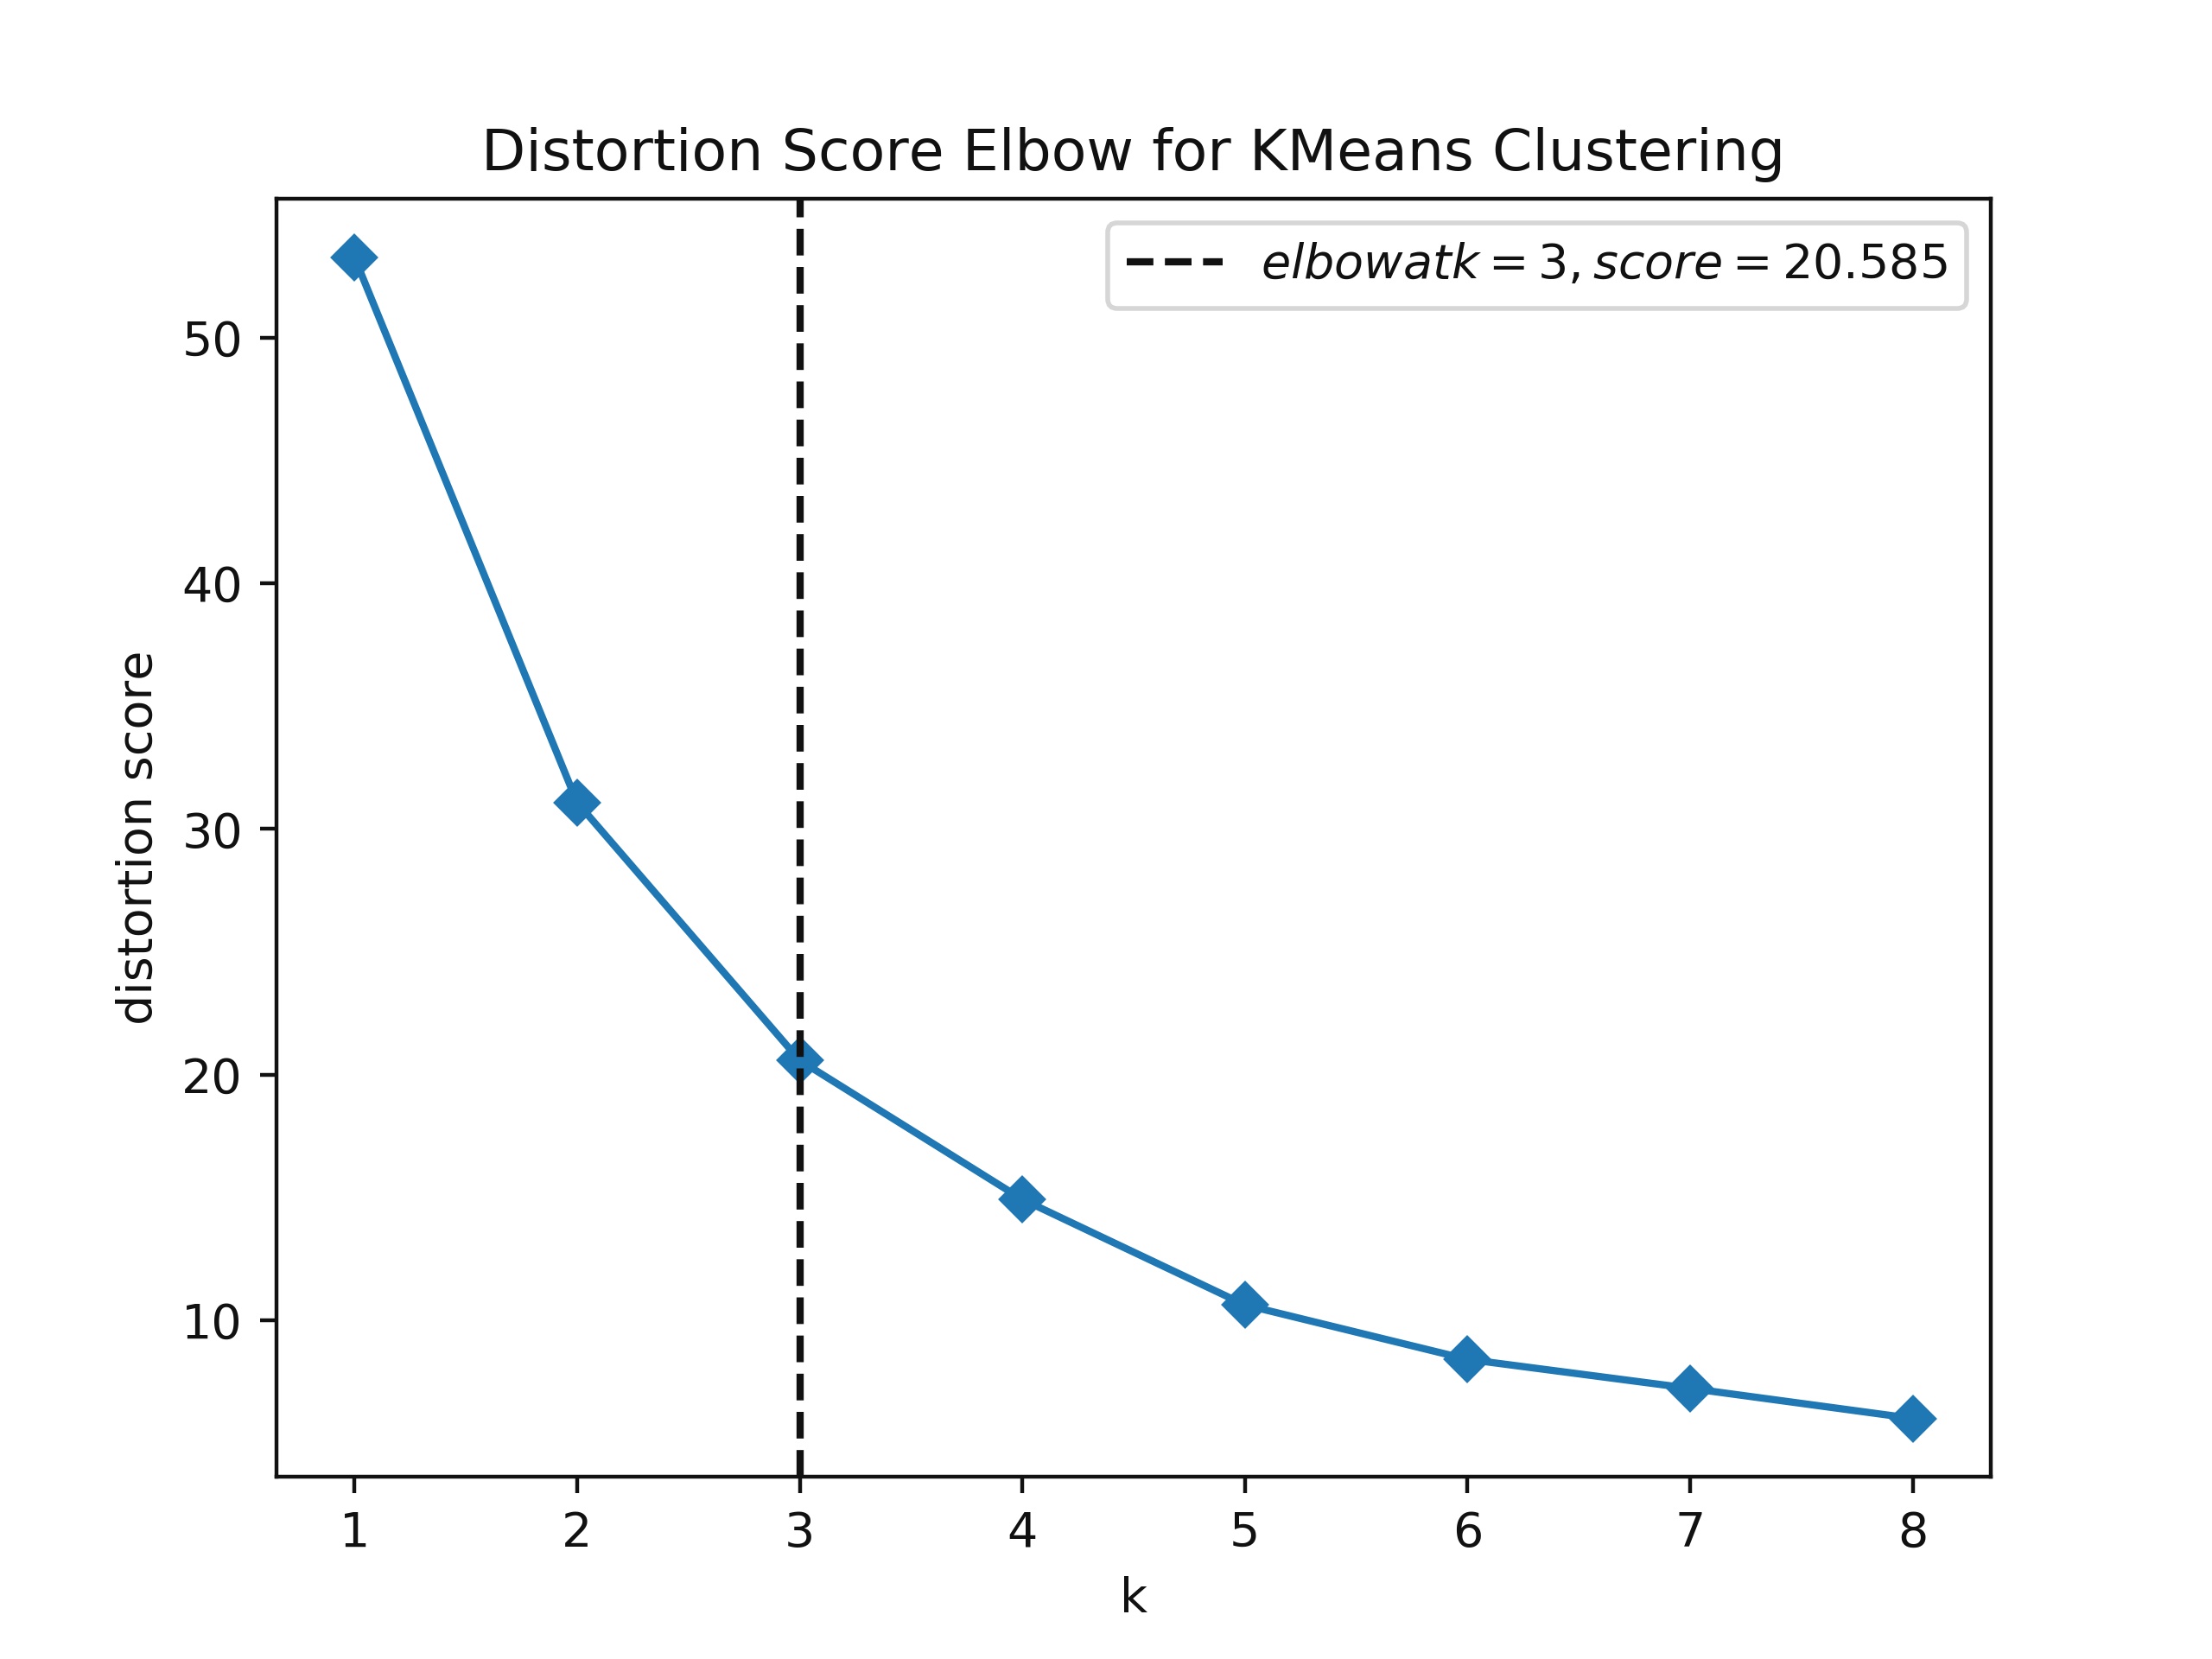 Distortion Score Elbow for KMeans Clustering
elbowatk = 3, score = 20.585
50
40
30
20
10
distortion score
1 2 3 4 5 6 7 8
k